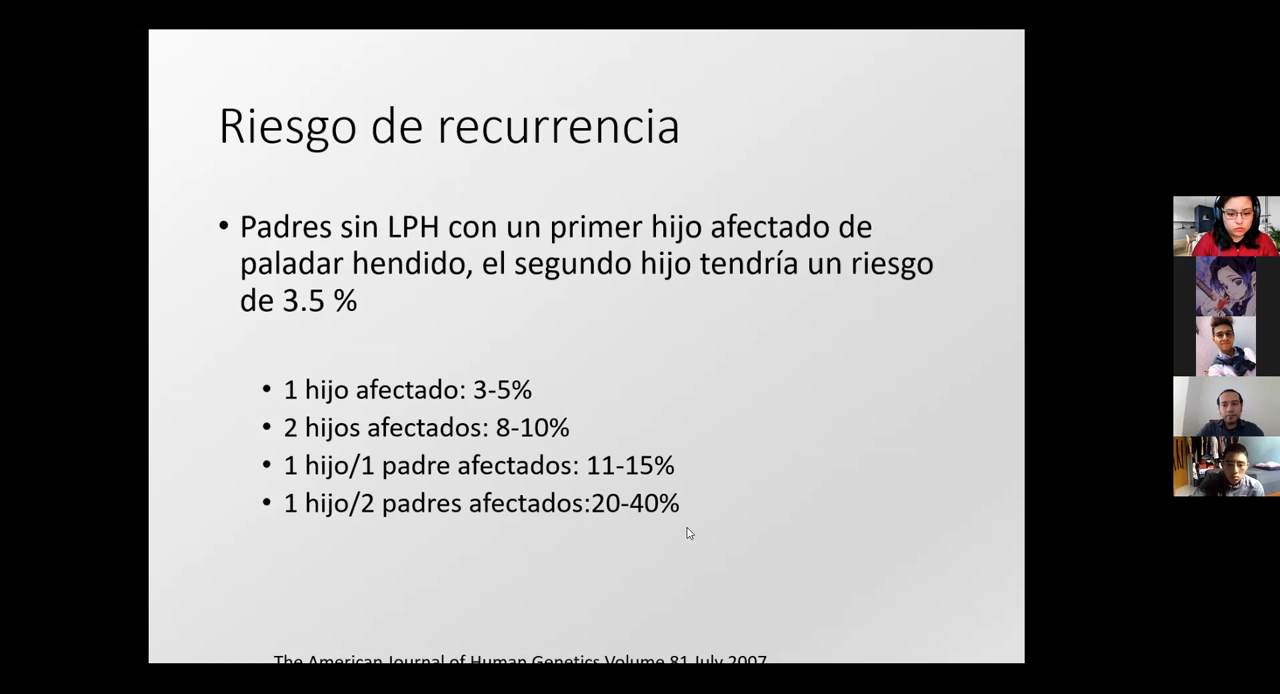 Riesgo de recurrencia
• Padres sin LPH con un primer hijo afectado de
paladar hendido, el segundo hijo tendría un riesgo
de 3.5 %
• 1 hijo afectado: 3-5%
• 2 hijos afectados: 8-10%
• 1 hijo/1 padre afectados: 11-15%
• 1 hijo/2 padres afectados:20-40%
The American Journal of Human Genetics Volume 81 July 2007